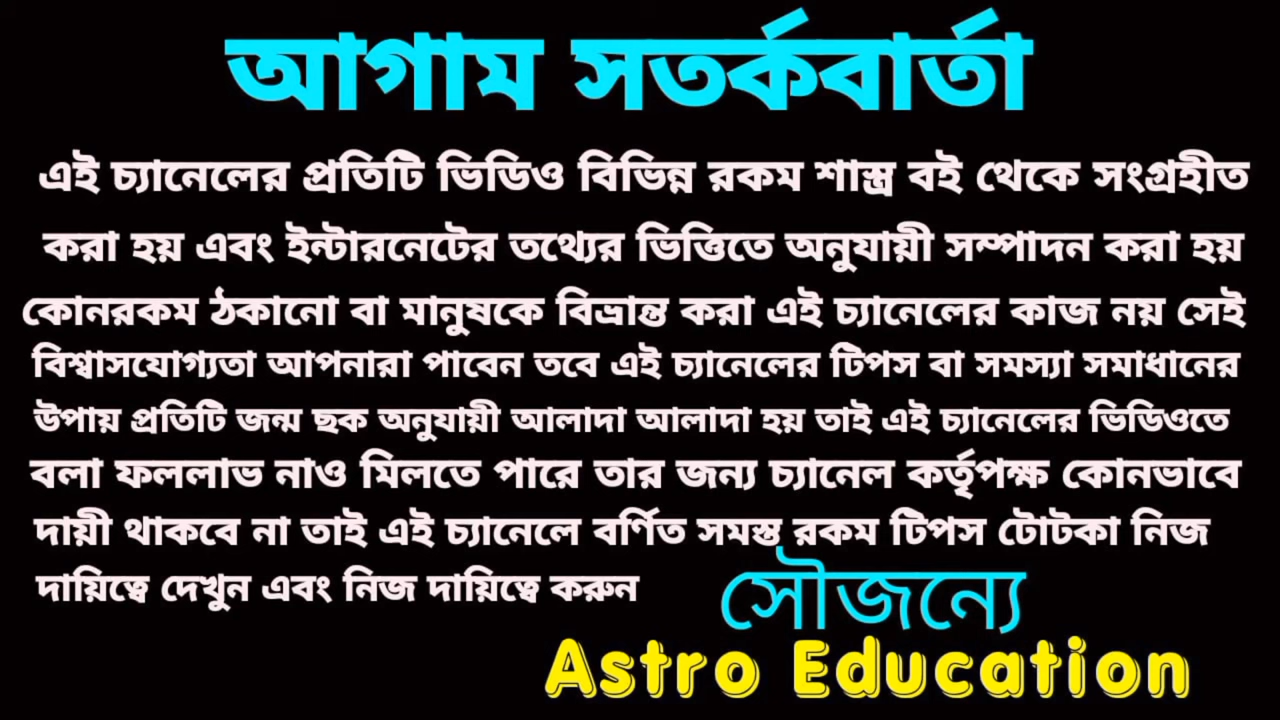 আগাম সতর্কবার্তা
এই চ্যানেলের প্রতিটি ভিডিও বিভিন্ন রকম শাস্ত্র বই থেকে সংগ্রহীত
করা হয় এবং ইন্টারনেটের তথ্যের ভিত্তিতে অনুযায়ী সম্পাদন করা হয়
কোনরকম ঠকানো বা মানুষকে বিভ্রান্ত করা এই চ্যানেলের কাজ নয় সেই
বিশ্বাসযোগ্যতা আপনারা পাবেন তবে এই চ্যানেলের টিপস বা সমস্যা সমাধানের
উপায় প্রতিটি জন্ম ছক অনুযায়ী আলাদা আলাদা হয় তাই এই চ্যানেলের ভিডিওতে
বলা ফললাভ নাও মিলতে পারে তার জন্য চ্যানেল কর্তৃপক্ষ কোনভাবে
দায়ী থাকবে না তাই এই চ্যানেলে বর্ণিত সমস্ত রকম টিপস টোটকা নিজ
দায়িত্বে দেখুন এবং নিজ দায়িত্বে করুন
সৌজন্যে
Astro Education